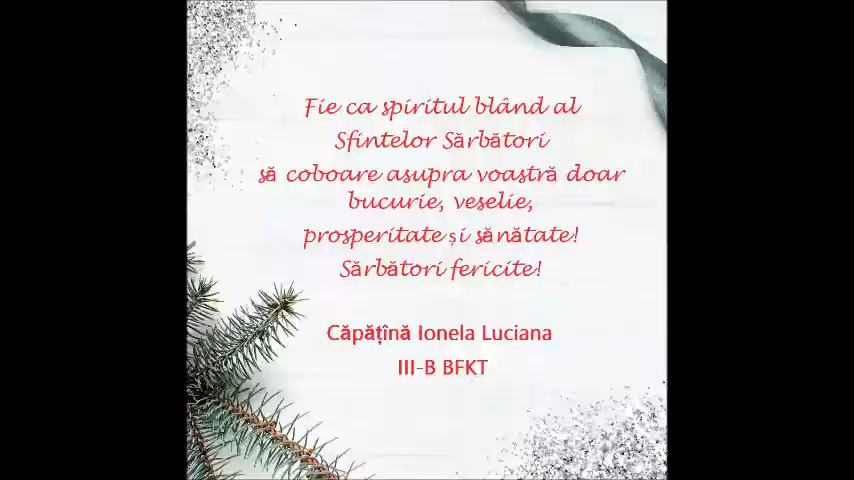 Fie ca spiritul blând al
Sfintelor Sărbători
să coboare asupra voastră doar
bucurie, veselie,
prosperitate și sănătate!
Sărbători fericite!
Căpățînă Ionela Luciana
III-B BFKT